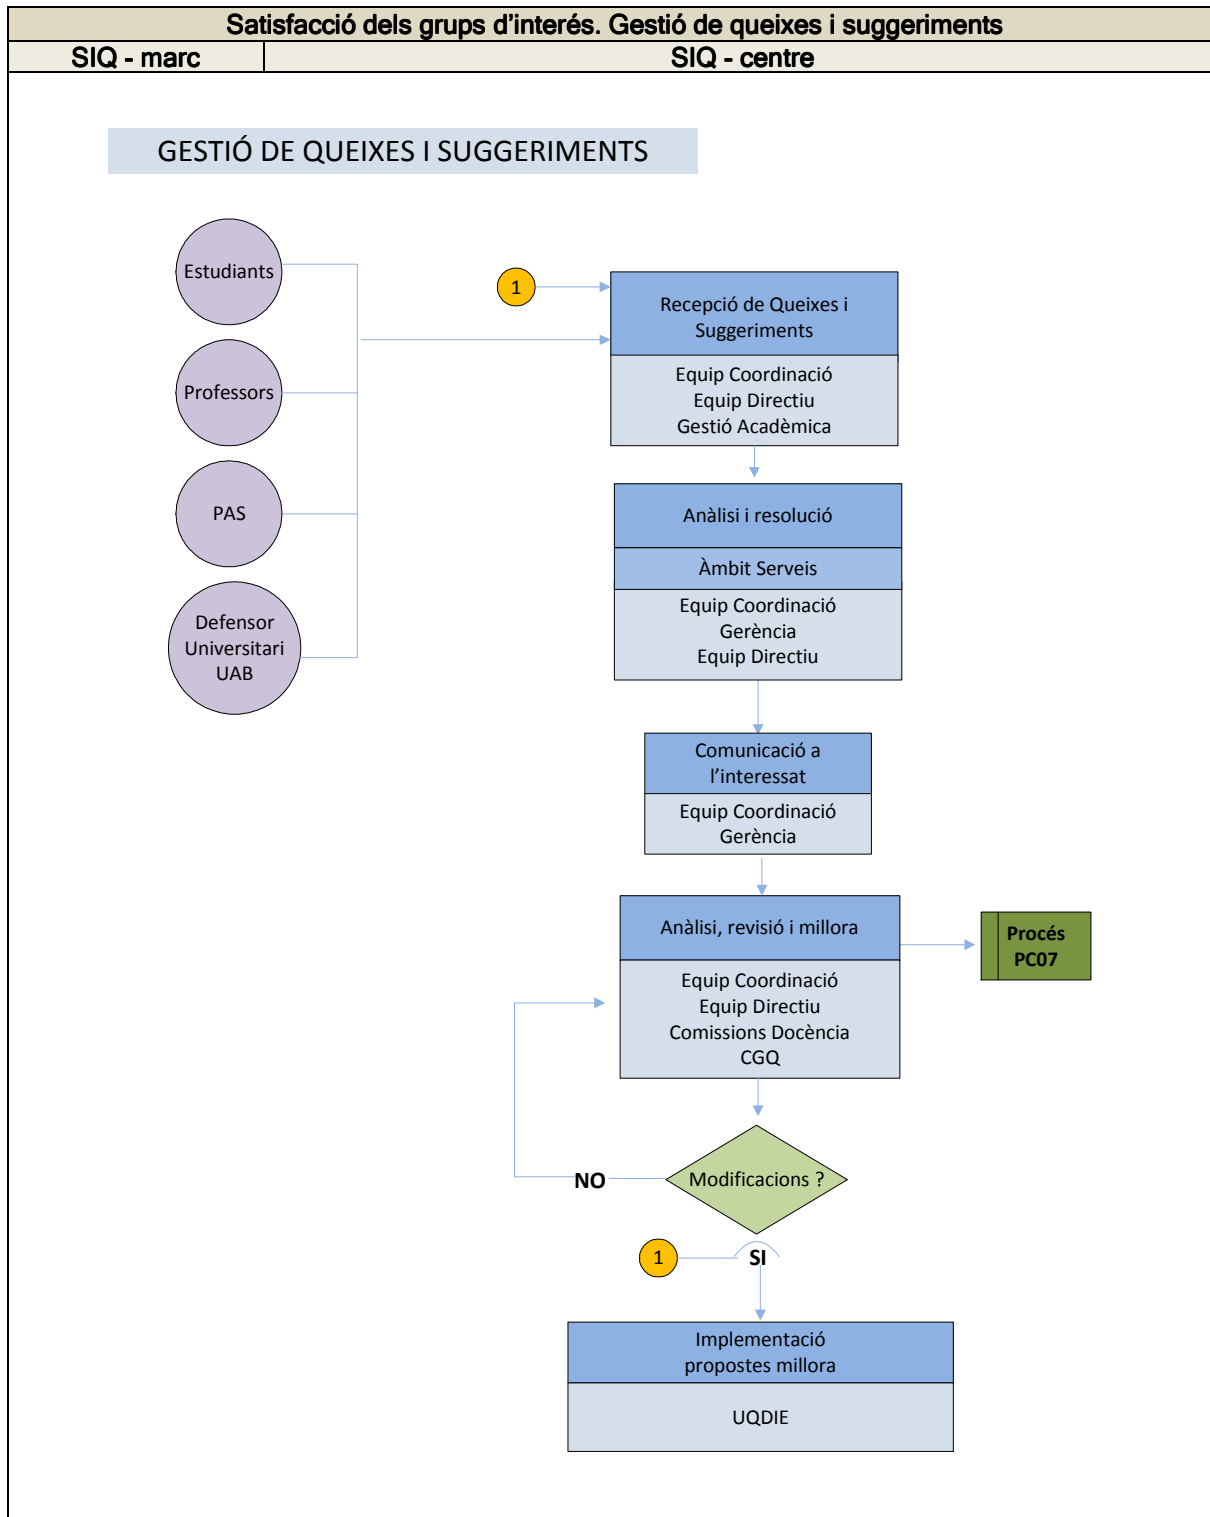 Satisfacció dels grups d'interés. Gestió de queixes i suggeriments
SIQ - marc
SIQ - centre
GESTIÓ DE QUEIXES I SUGGERIMENTS
Estudiants
Professors
PAS
Defensor
Universitari
UAB
1
Recepció de Queixes i
Suggeriments
Equip Coordinació
Equip Directiu
Gestió Acadèmica
Anàlisi i resolució
Àmbit Serveis
Equip Coordinació
Gerència
Equip Directiu
Comunicació a
l'interessat
Equip Coordinació
Gerència
Anàlisi, revisió i millora
Equip Coordinació
Equip Directiu
Comissions Docència
CGQ
Procés
PC07
Modificacions ?
NO
1
SI
Implementació
propostes millora
UQDIE